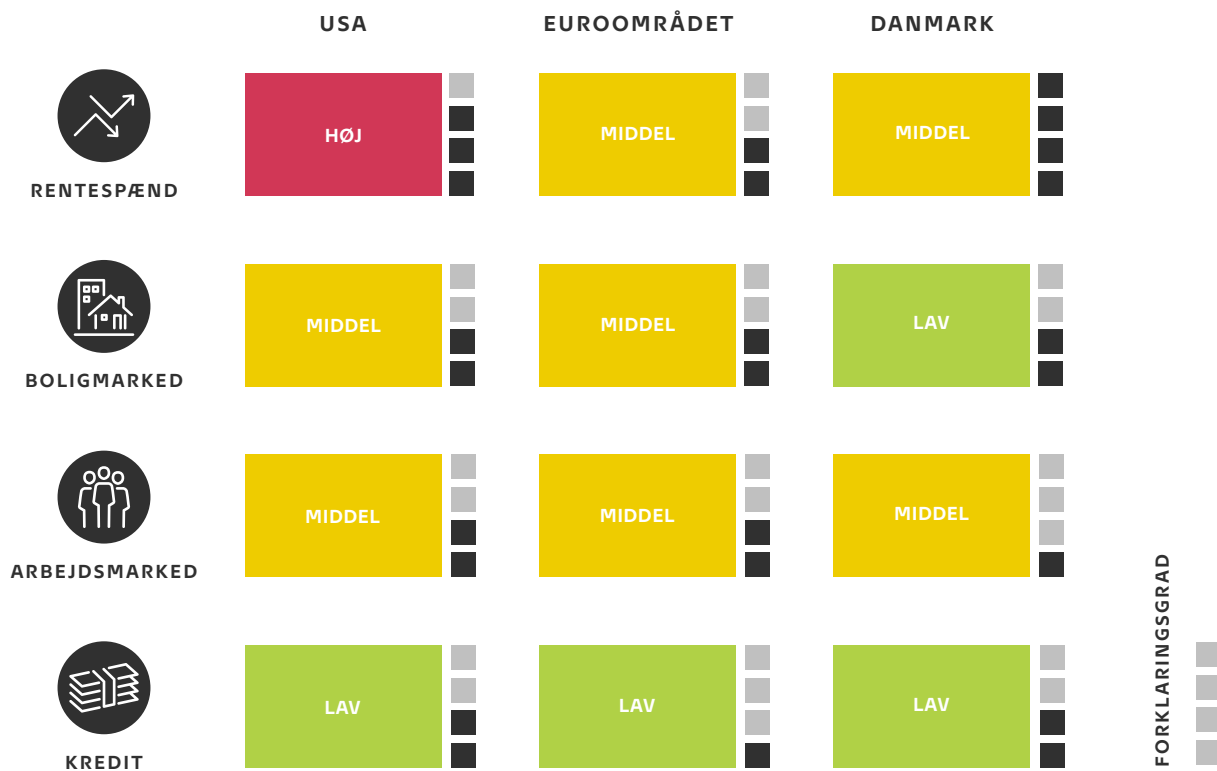 USA EUROOMRÅDET DANMARK
HØJ MIDDEL MIDDEL
RENTESPÆND
MIDDEL MIDDEL LAV
BOLIGMARKED
MIDDEL MIDDEL MIDDEL
ARBEJDSMARKED
FORKLARINGSGRAD
LAV LAV LAV
KREDIT